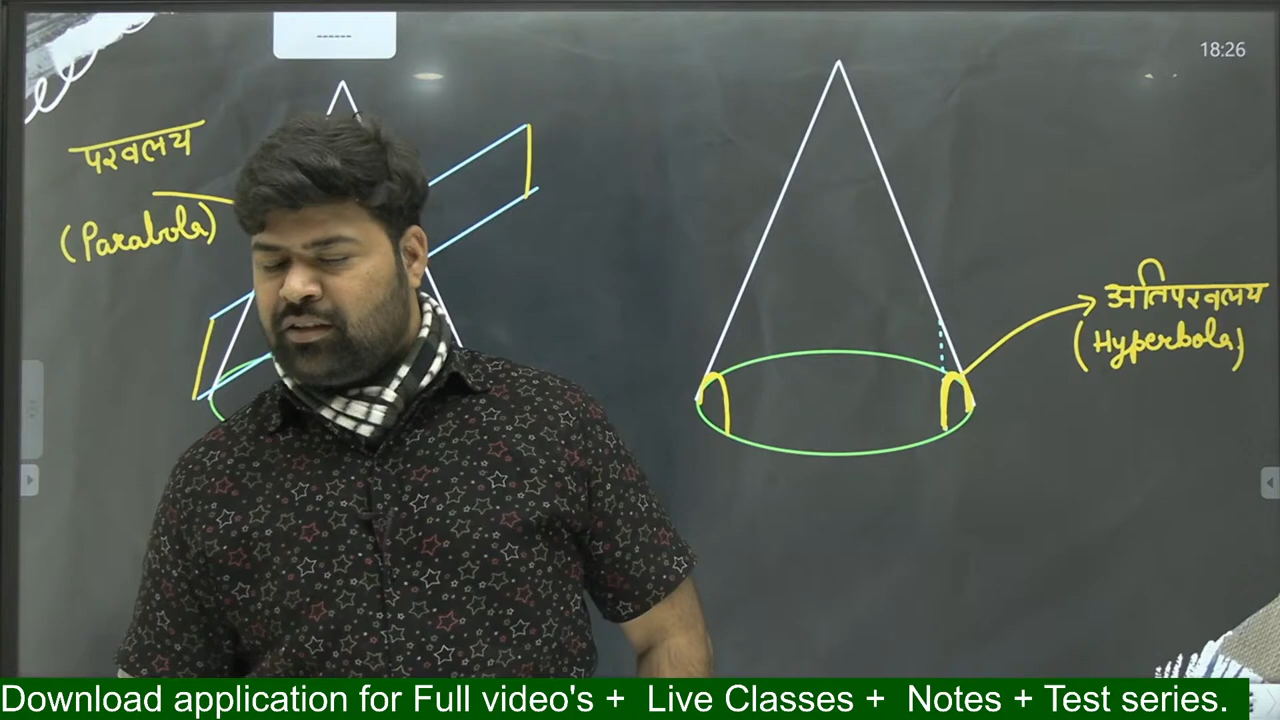 ------
18:26
परवलय
(Parabola)
अतिपरवलय
(Hyperbola)
Download application for Full video's + Live Classes + Notes + Test series.